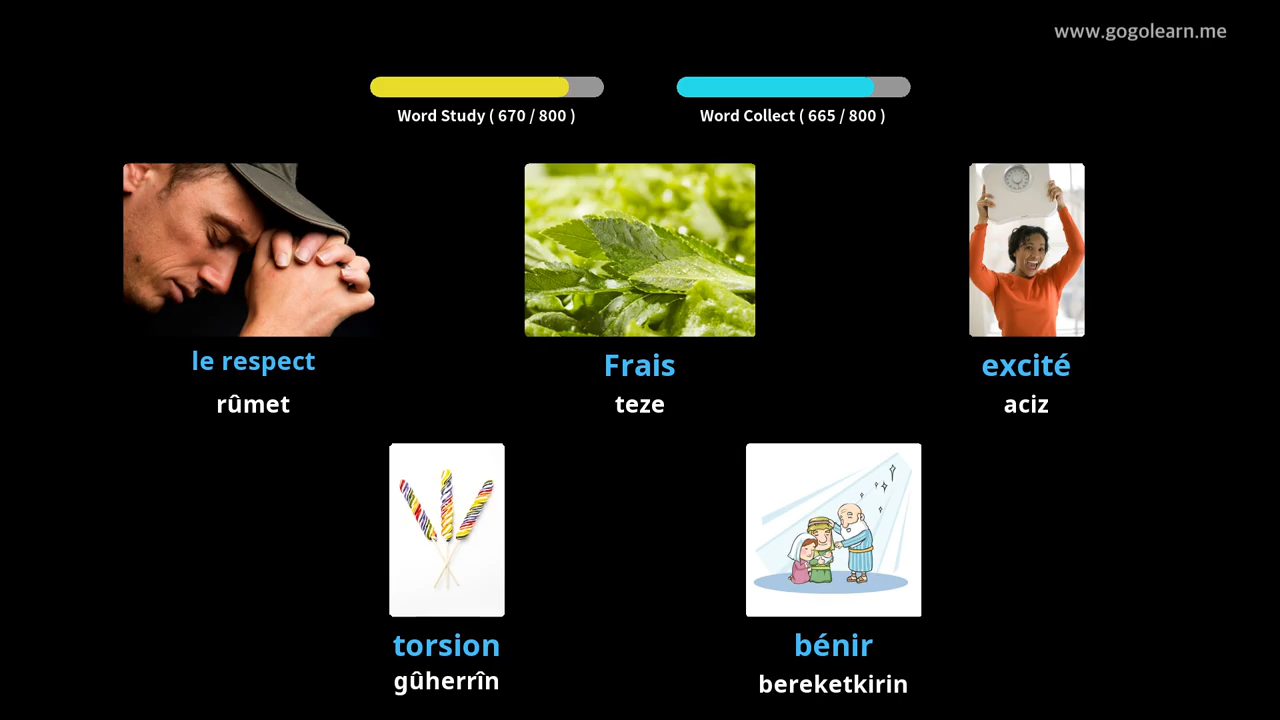 www.gogolearn.me
Word Study ( 670 / 800 )
Word Collect ( 665 / 800 )
le respect
Frais
excité
rûmet
teze
aciz
torsion
bénir
gûherrîn
bereketkirin